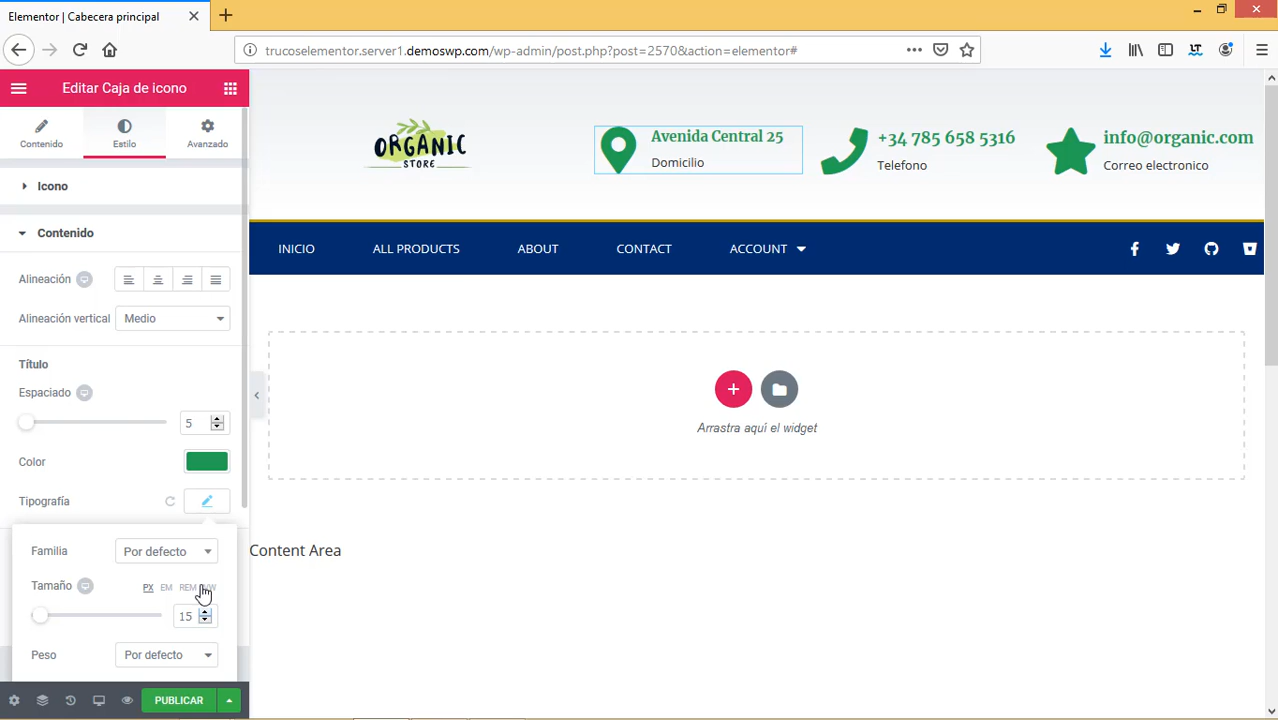 Elementor | Cabecera principal
trucoselementor.server1.demoswp.com/wp-admin/post.php?post=2570&action=elementor#
Editar Caja de icono
Contenido
Estilo
Avanzado
Icono
Contenido
Alineación
Alineación vertical
Medio
Título
Espaciado
5
Color
Tipografía
Familia
Por defecto
Tamaño
PX EM REM
15
Peso
Por defecto
PUBLICAR
ORGANIC
STORE
Avenida Central 25
Domicilio
+34 785 658 5316
Telefono
info@organic.com
Correo electronico
INICIO
ALL PRODUCTS
ABOUT
CONTACT
ACCOUNT
Arrastra aquí el widget
Content Area